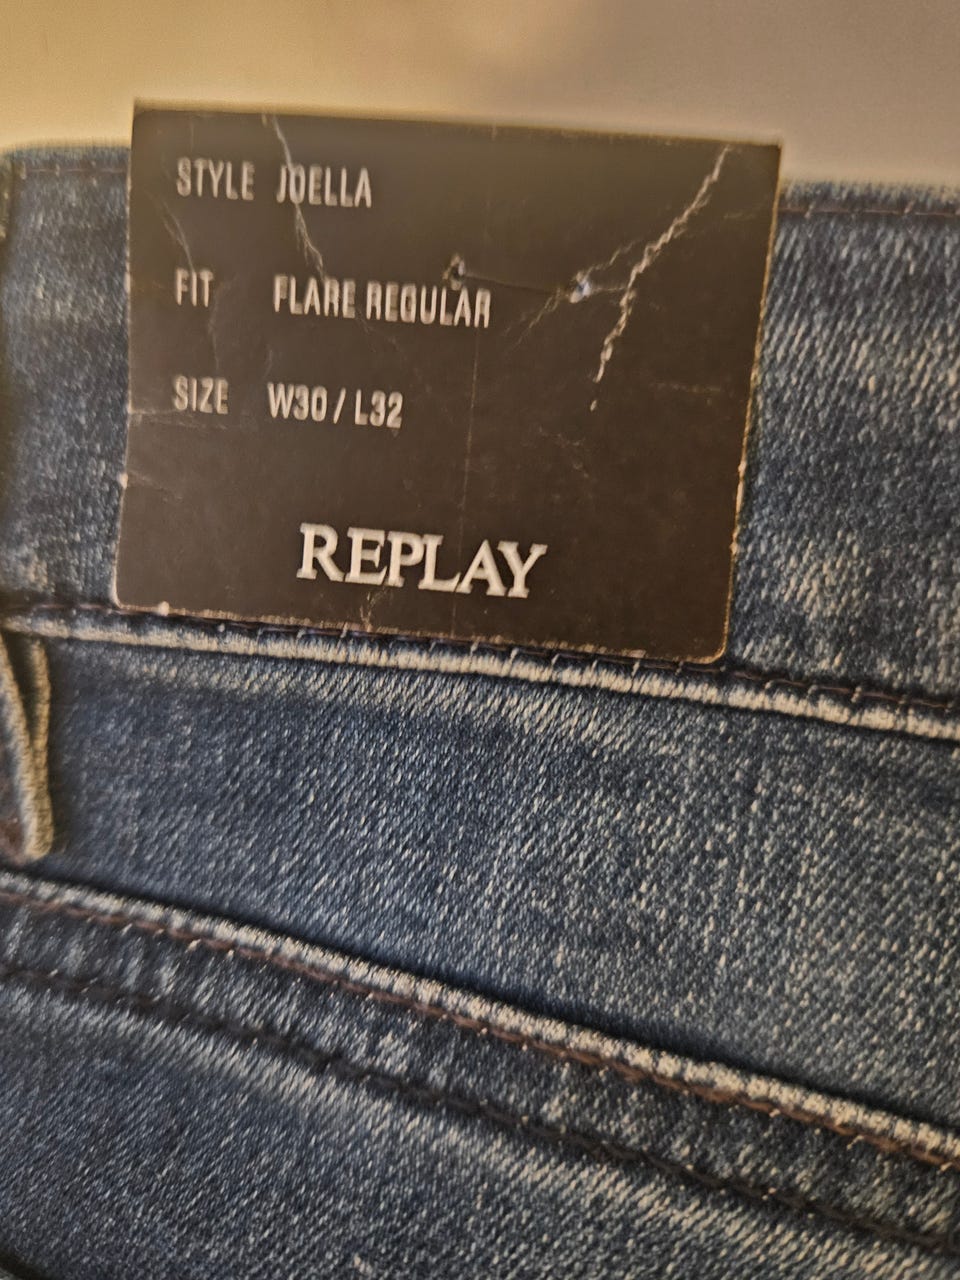 STYLE JOELLA
FIT FLARE REGULAR
SIZE W30 / L32
REPLAY